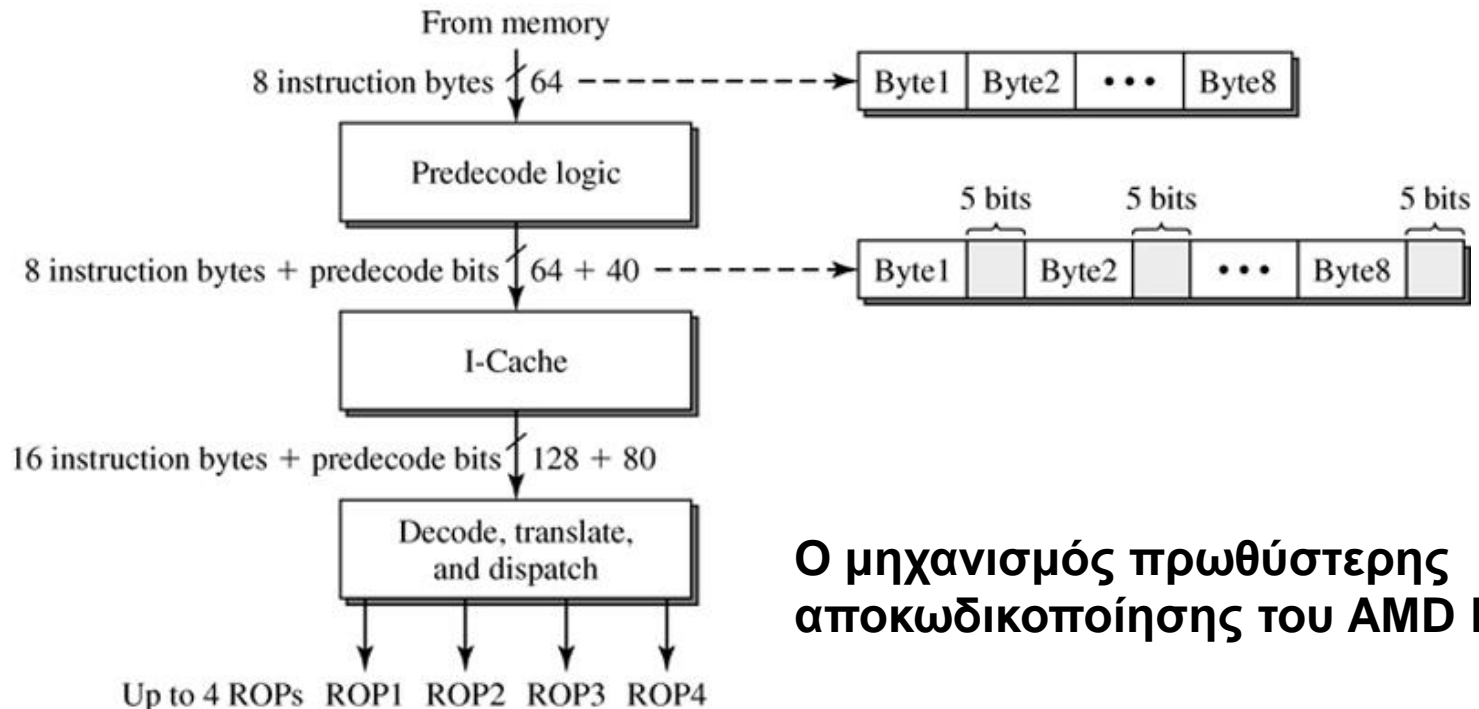 From memory
8 instruction bytes 64
Byte1 Byte2 • • • Byte8
Predecode logic
5 bits 5 bits 5 bits
8 instruction bytes + predecode bits 64 + 40
Byte1 Byte2 • • • Byte8
I-Cache
16 instruction bytes + predecode bits 128 + 80
Decode, translate,
and dispatch
Ο μηχανισμός πρωθύστερης
αποκωδικοποίησης του AMD
Up to 4 ROPs ROP1 ROP2 ROP3 ROP4